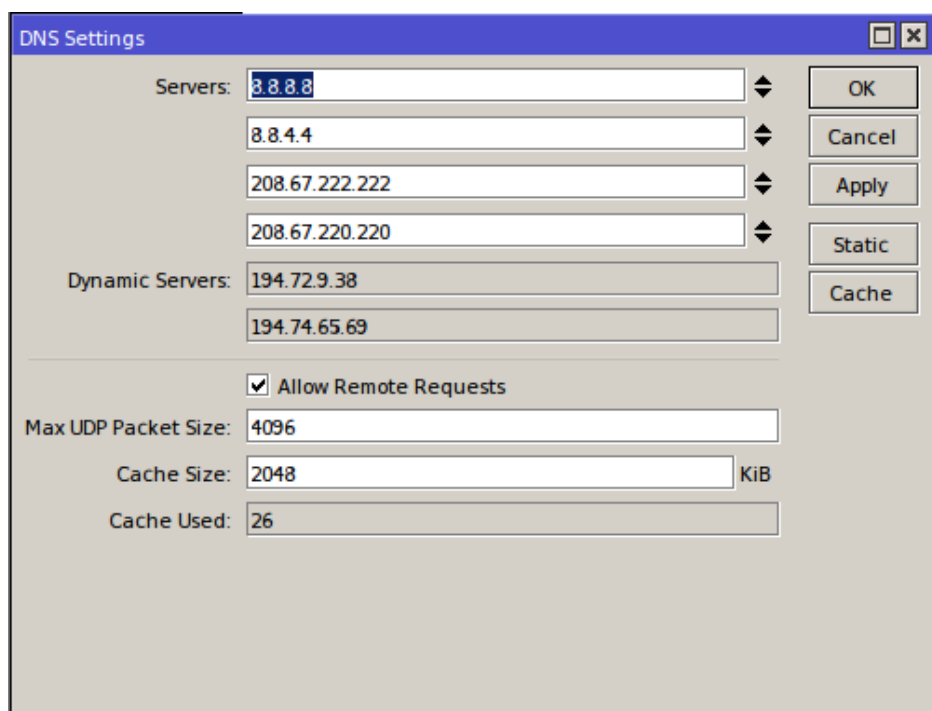 DNS Settings
Servers: 8.8.8.8 OK
8.8.4.4 Cancel
208.67.222.222 Apply
208.67.220.220 Static
Dynamic Servers: 194.72.9.38 Cache
194.74.65.69
Allow Remote Requests
Max UDP Packet Size: 4096
Cache Size: 2048 KiB
Cache Used: 26